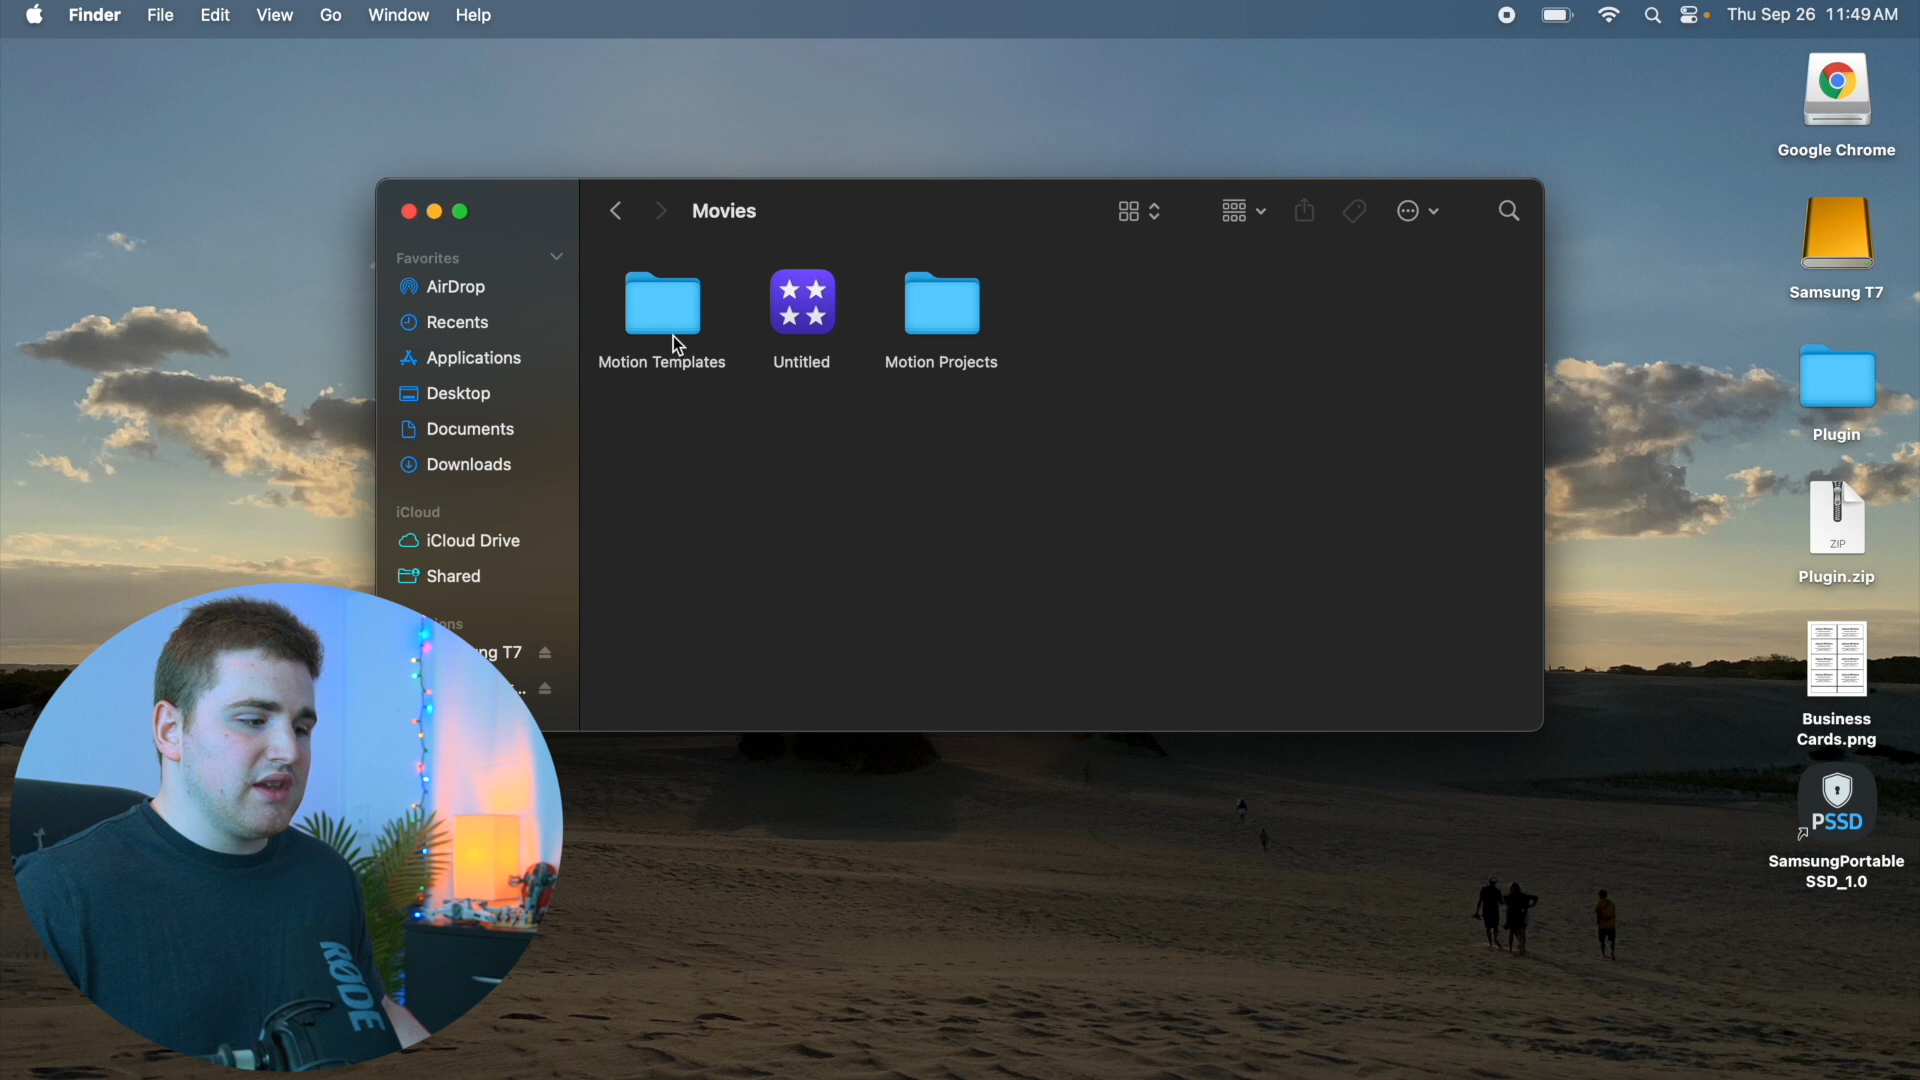 Finder File Edit View Go Window Help
Thu Sep 26 11:49 AM
Movies
Favorites
AirDrop
Recents
Applications
Desktop
Documents
Downloads
iCloud
iCloud Drive
Shared
Motion Templates
Untitled
Motion Projects
Google Chrome
Samsung T7
Plugin
ZIP
Plugin.zip
Business
Cards.png
PSSD
SamsungPortable
SSD_1.0
T7
RØDE